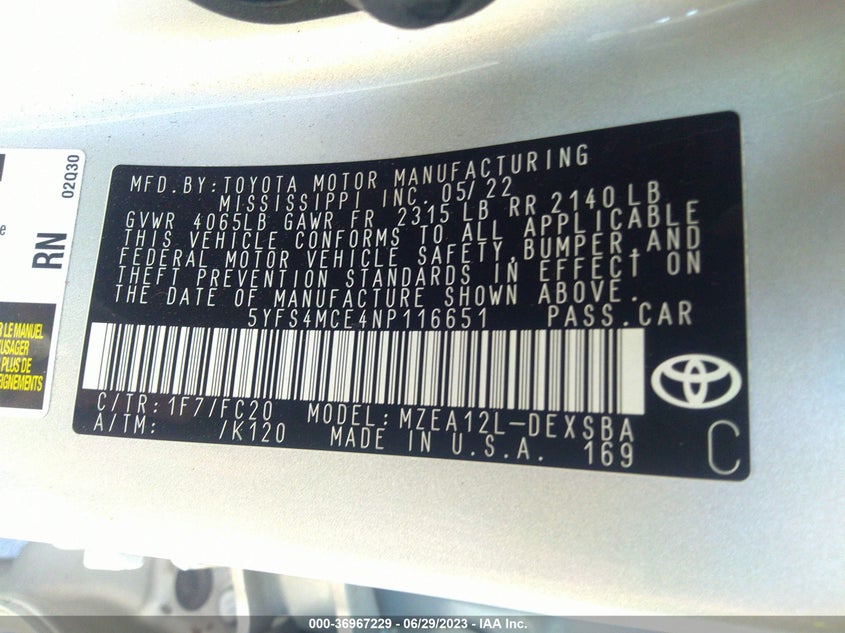 MFD.BY:TOYOTA MOTOR MANUFACTURING
MISSISSIPPI INC. 05/22
GVWR 4065LB GAWR FR 2315 LB RR 2140 LB
THIS VEHICLE CONFORMS TO ALL APPLICABLE
FEDERAL MOTOR VEHICLE SAFETY,BUMPER,AND
THEFT PREVENTION STANDARDS IN EFFECT ON
THE DATE OF MANUFACTURE SHOWN ABOVE.
5YFS4MCE4NP116651 PASS.CAR
C/TR:1F7/FC20 MODEL:MZEA12L-DEXSBA
A/TM: /K120 MADE IN U.S.A. 169
C
02Q30
RN
LE MANUEL
PLUS DE
000-36967229 - 06/29/2023 - IAA Inc.